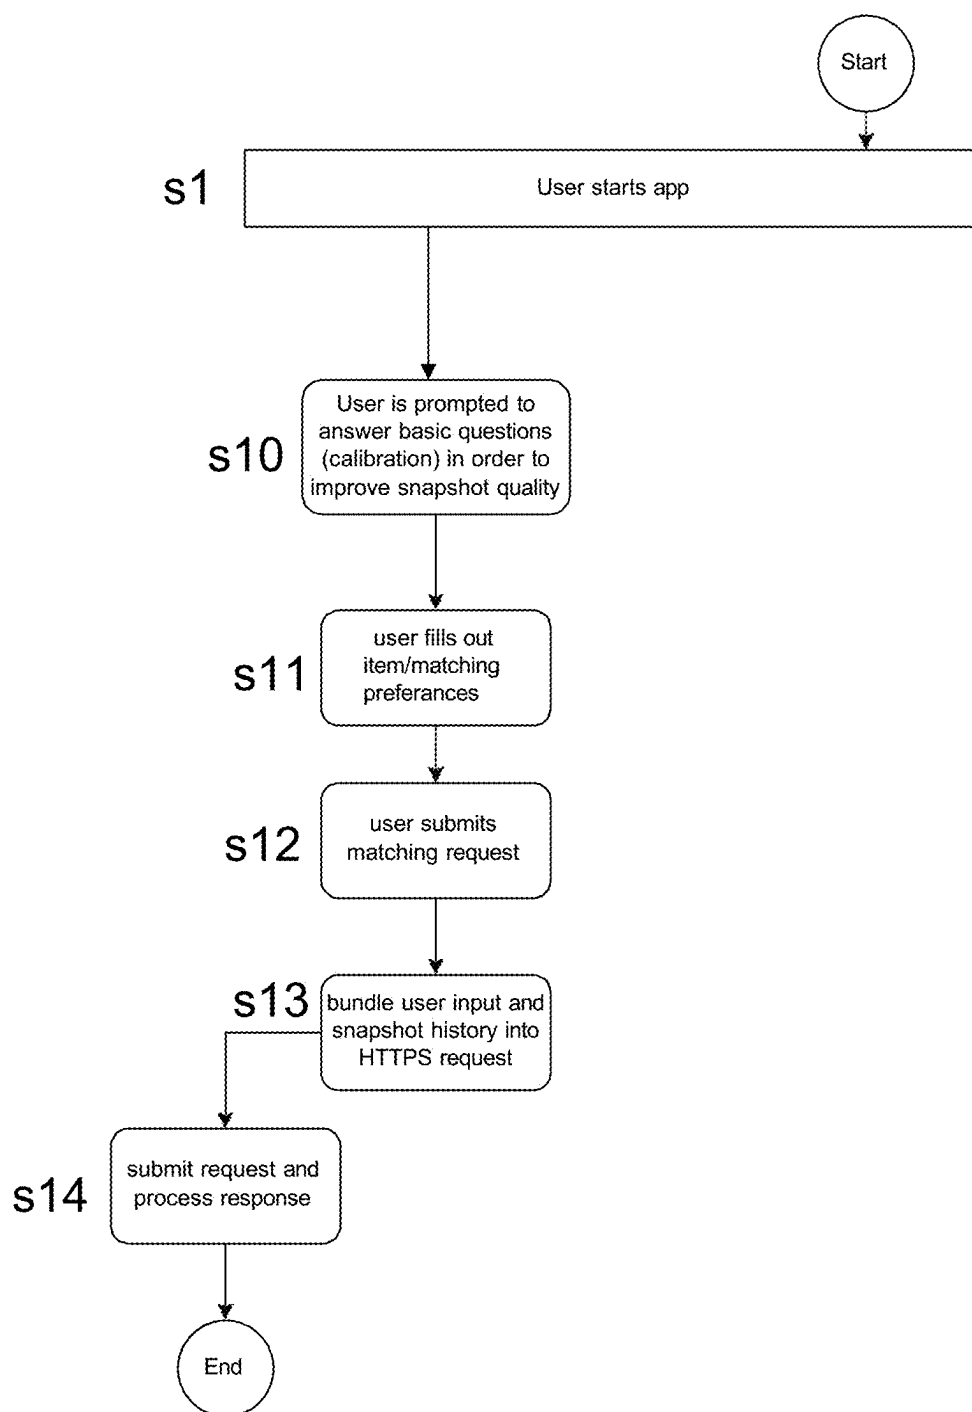 Start
s1
User starts app
s10
User is prompted to
answer basic questions
(calibration) in order to
improve snapshot quality
s11
user fills out
item/matching
preferances
s12
user submits
matching request
s13
bundle user input and
snapshot history into
HTTPS request
s14
submit request and
process response
End